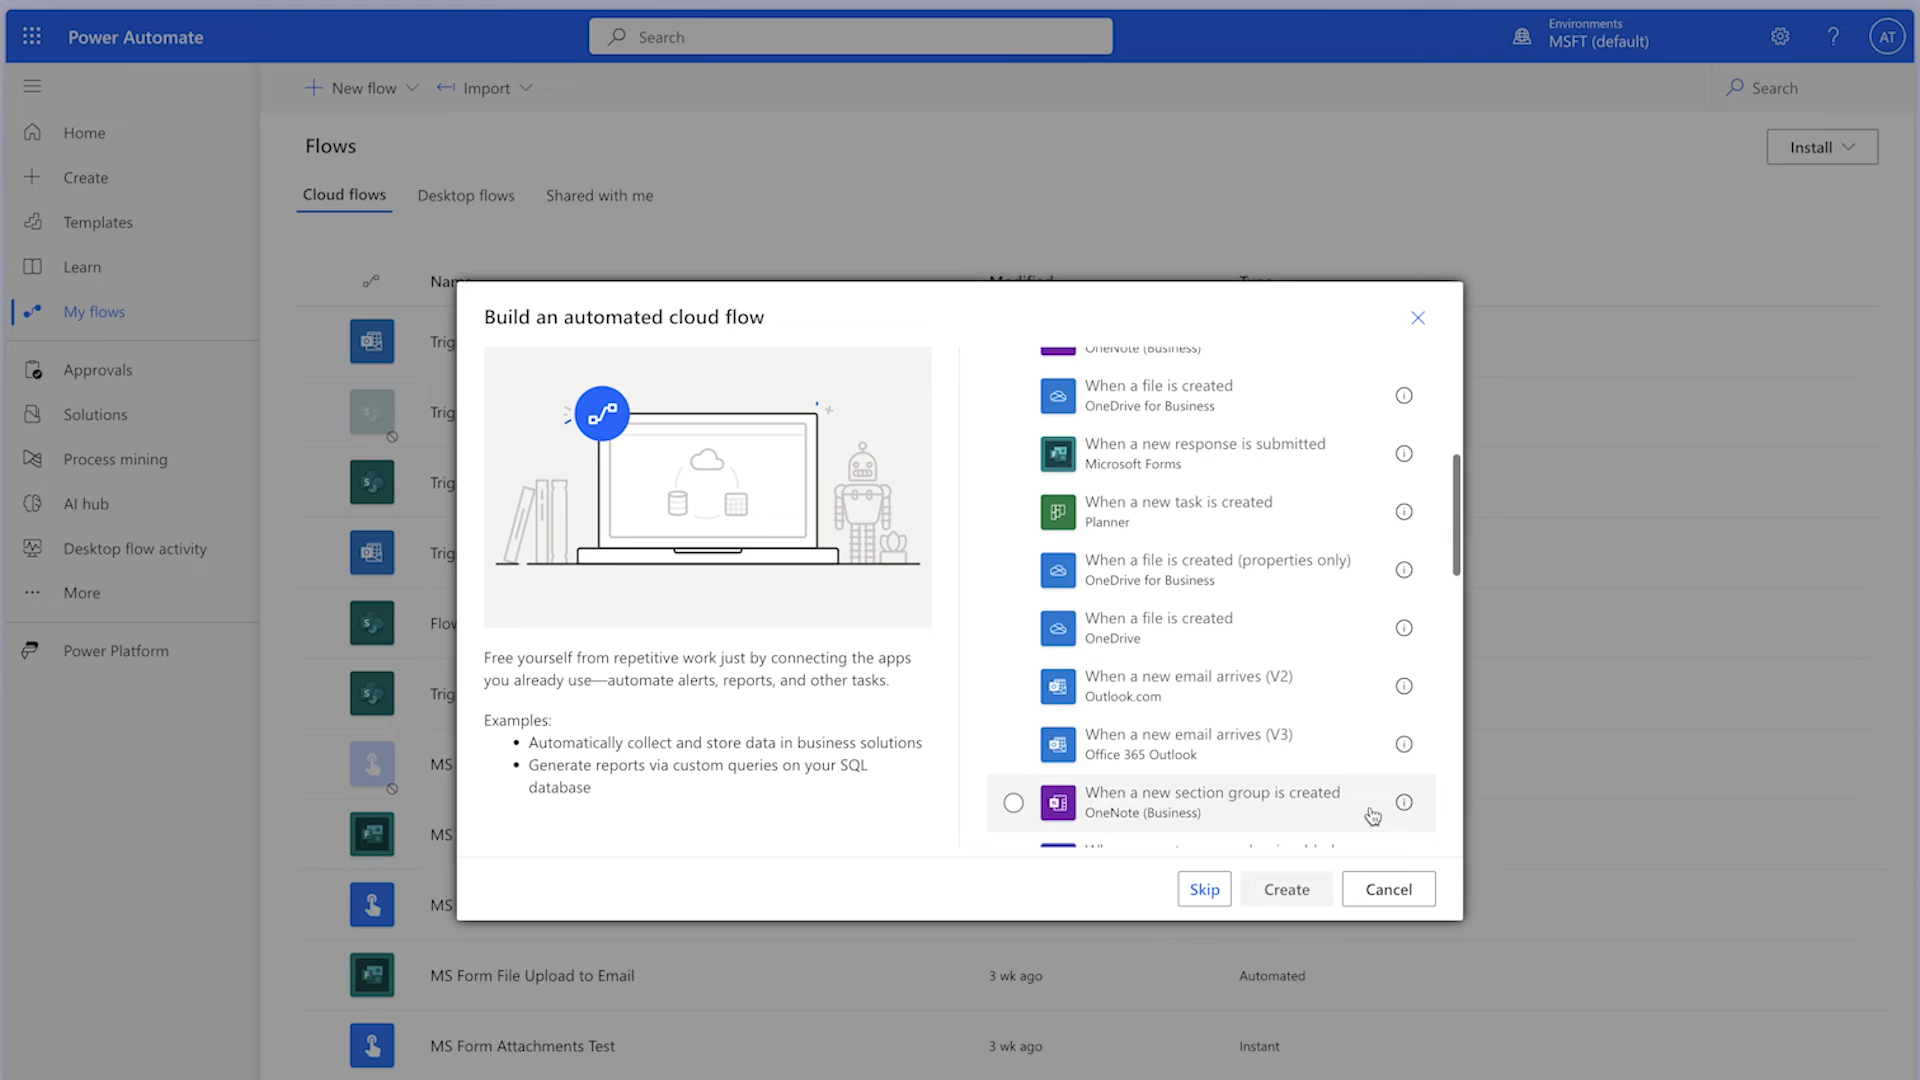 Power Automate
Search
Environments
MSFT (default)
AT
New flow
Import
Search
Home
Create
Templates
Learn
My flows
Approvals
Solutions
Process mining
AI hub
Desktop flow activity
More
Power Platform
Flows
Install
Cloud flows
Desktop flows
Shared with me
Name
Modified
Type
Trig
Trig
Trig
Trig
Flow
Trig
MS
MS
MS
MS Form File Upload to Email
3 wk ago
Automated
MS Form Attachments Test
3 wk ago
Instant
Build an automated cloud flow
Free yourself from repetitive work just by connecting the apps
you already use—automate alerts, reports, and other tasks.
Examples:
• Automatically collect and store data in business solutions
• Generate reports via custom queries on your SQL
database
OneNote (Business)
When a file is created
OneDrive for Business
When a new response is submitted
Microsoft Forms
When a new task is created
Planner
When a file is created (properties only)
OneDrive for Business
When a file is created
OneDrive
When a new email arrives (V2)
Outlook.com
When a new email arrives (V3)
Office 365 Outlook
When a new section group is created
OneNote (Business)
Skip
Create
Cancel